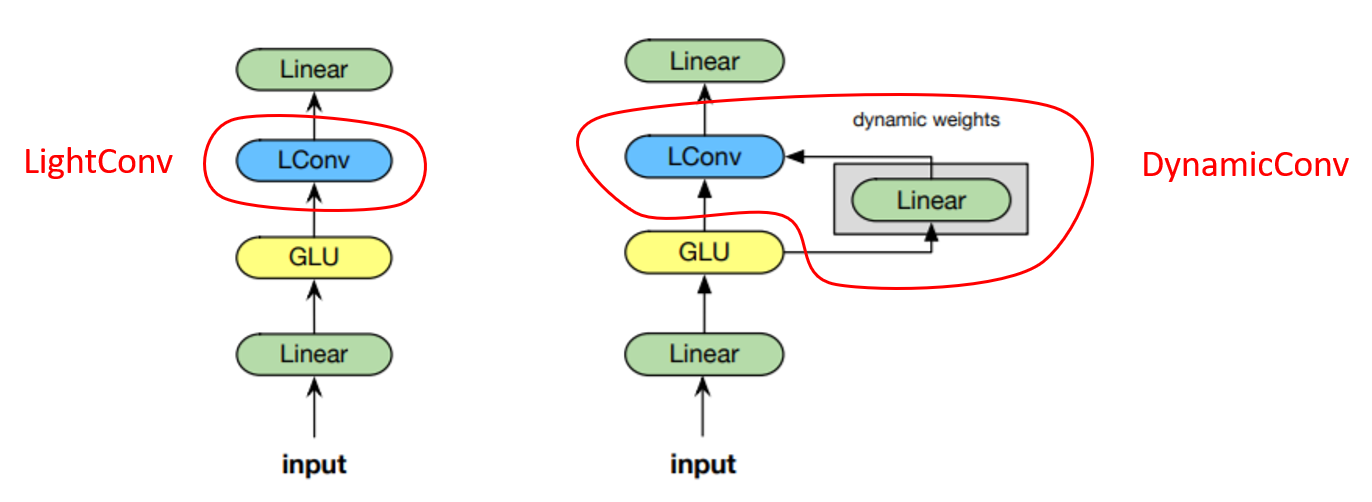 LightConv
Linear
LConv
GLU
Linear
input
Linear
dynamic weights
LConv
Linear
GLU
Linear
input
DynamicConv